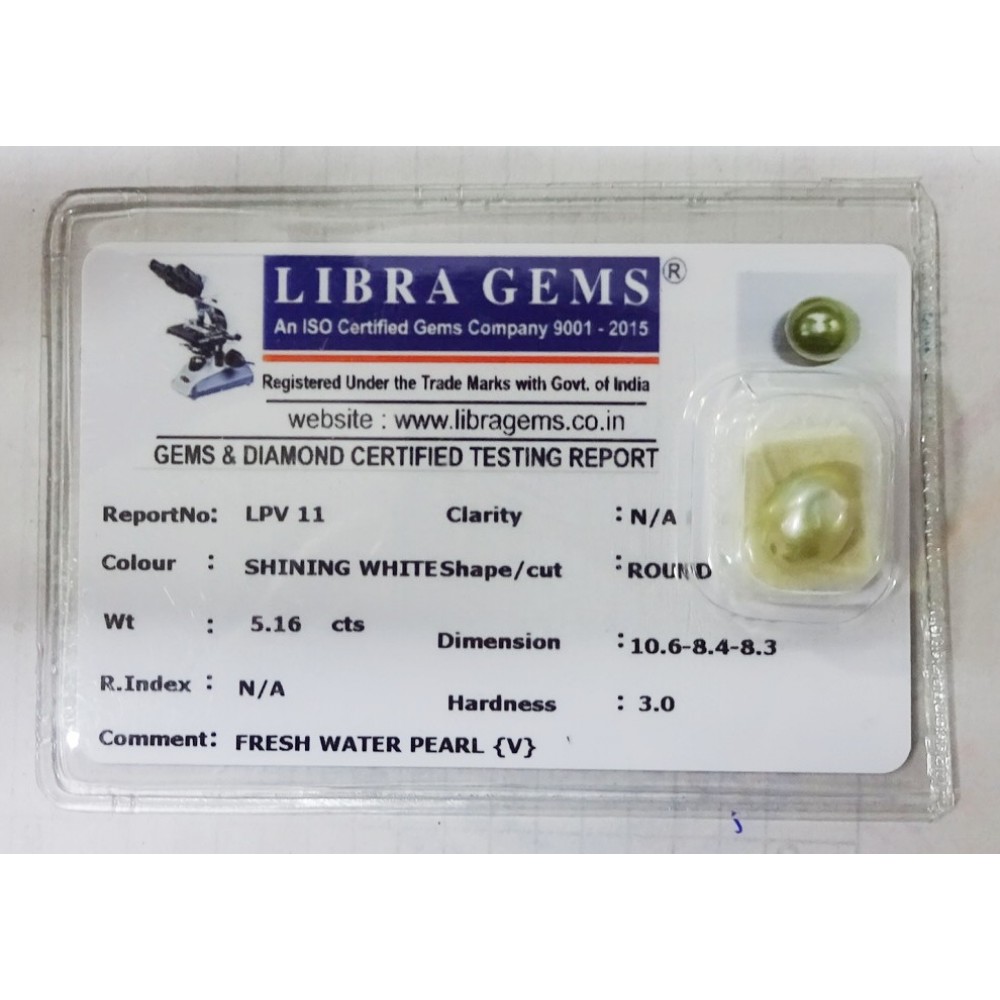 LIBRA GEMS ®
An ISO Certified Gems Company 9001 - 2015
Registered Under the Trade Marks with Govt. of India
website : www.libragems.co.in
GEMS & DIAMOND CERTIFIED TESTING REPORT
ReportNo: LPV 11 Clarity : N/A
Colour : SHINING WHITE Shape/cut : ROUND
Wt : 5.16 cts Dimension : 10.6-8.4-8.3
R.Index : N/A Hardness : 3.0
Comment: FRESH WATER PEARL {V}
j